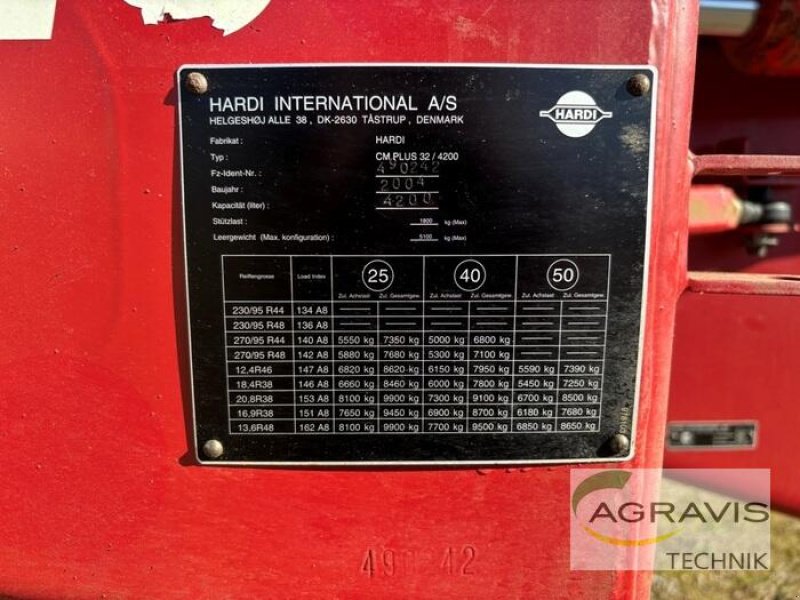 HARDI INTERNATIONAL A/S
HELGESHØJ ALLE 38, DK-2630 TÅSTRUP, DENMARK
HARDI
Fabrikat: HARDI
Typ: CM PLUS 32/4200
Fz-Ident-Nr.: 490242
Baujahr: 2004
Kapacität (liter): 4200
Stützlast: 1800 kg (Max)
Leergewicht (Max. konfiguration): 5100 kg (Max)
25 40 50
Reifengrosse Load Index Zul. Achslast Zul. Gesamtgew. Zul. Achslast Zul. Gesamtgew. Zul. Achslast Zul. Gesamtgew.
230/95 R44 134 A8
230/95 R48 136 A8
270/95 R44 140 A8 5550 kg 7350 kg 5000 kg 6800 kg
270/95 R48 142 A8 5880 kg 7680 kg 5300 kg 7100 kg
12,4R46 147 A8 6820 kg 8620 kg 6150 kg 7950 kg 5590 kg 7390 kg
18,4R38 146 A8 6660 kg 8460 kg 6000 kg 7800 kg 5450 kg 7250 kg
20,8R38 153 A8 8100 kg 9900 kg 7300 kg 9100 kg 6700 kg 8500 kg
16,9R38 151 A8 7650 kg 9450 kg 6900 kg 8700 kg 6180 kg 7680 kg
13,6R48 162 A8 8100 kg 9900 kg 7700 kg 9500 kg 6850 kg 8650 kg
AGRAVIS
TECHNIK